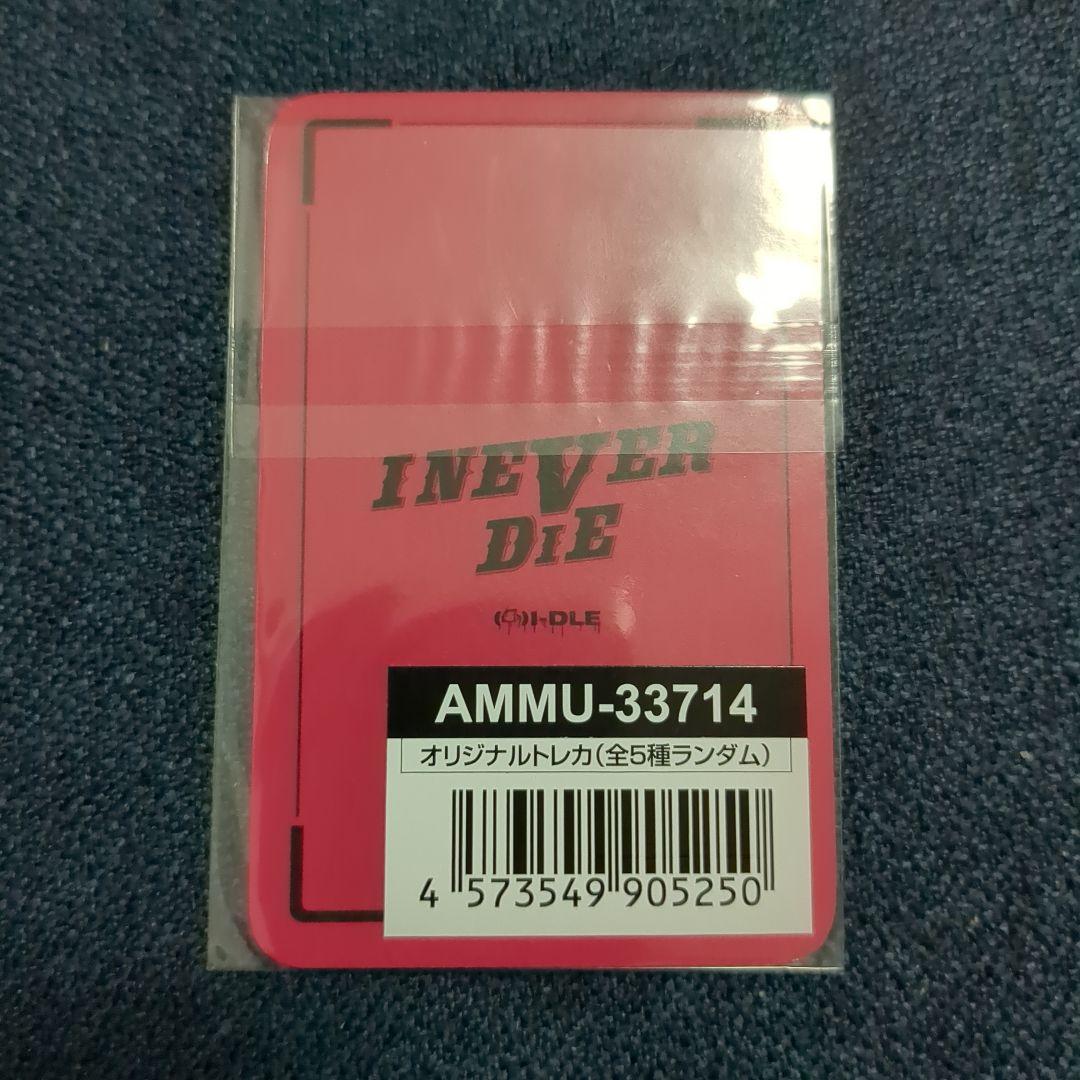 I NEVER
DIE
(G)I-DLE
AMMU-33714
オリジナルトレカ(全5種ランダム)
4 573549 905250